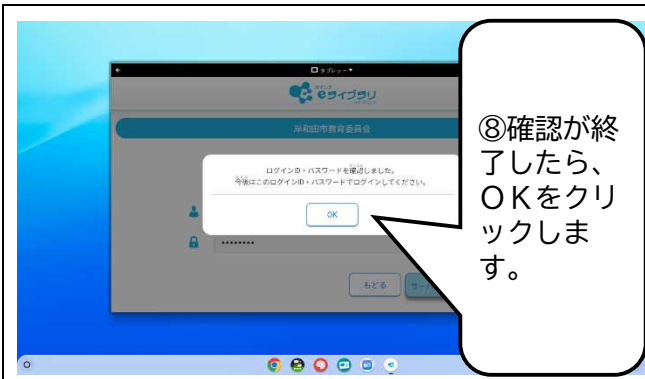 タブレット
eライブラリ
岸和田市教育委員会
ログインID・パスワードを確認しました。
今後はこのログインID・パスワードでログインしてください。
OK
••••••••
もどる
サー
⑧確認が終
了したら、
ＯＫをクリ
ックしま
す。